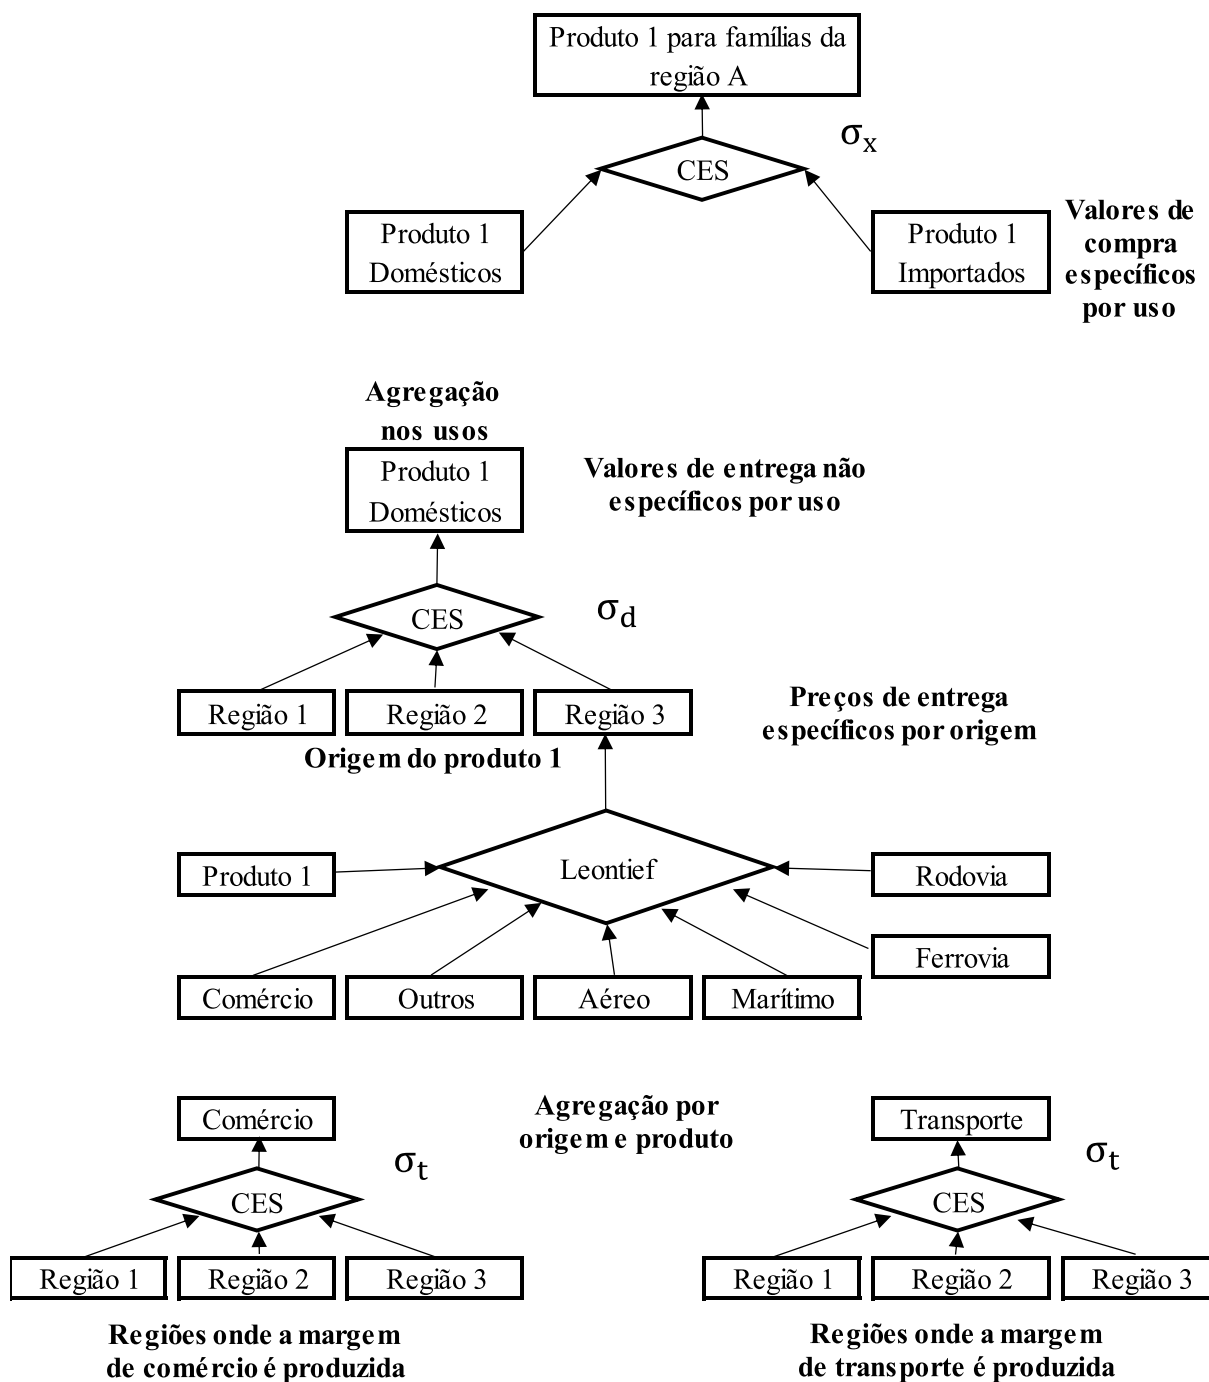 Produto 1 para famílias da
região A
σx
CES
Produto 1
Domésticos
Produto 1
Importados
Valores de
compra
específicos
por uso
Agregação
nos usos
Produto 1
Domésticos
Valores de entrega não
específicos por uso
CES
σd
Região 1
Região 2
Região 3
Preços de entrega
específicos por origem
Origem do produto 1
Produto 1
Leontief
Rodovia
Ferrovia
Comércio
Outros
Aéreo
Marítimo
Comércio
Agregação por
origem e produto
Transporte
σt
σt
CES
CES
Região 1
Região 2
Região 3
Região 1
Região 2
Região 3
Regiões onde a margem
de comércio é produzida
Regiões onde a margem
de transporte é produzida